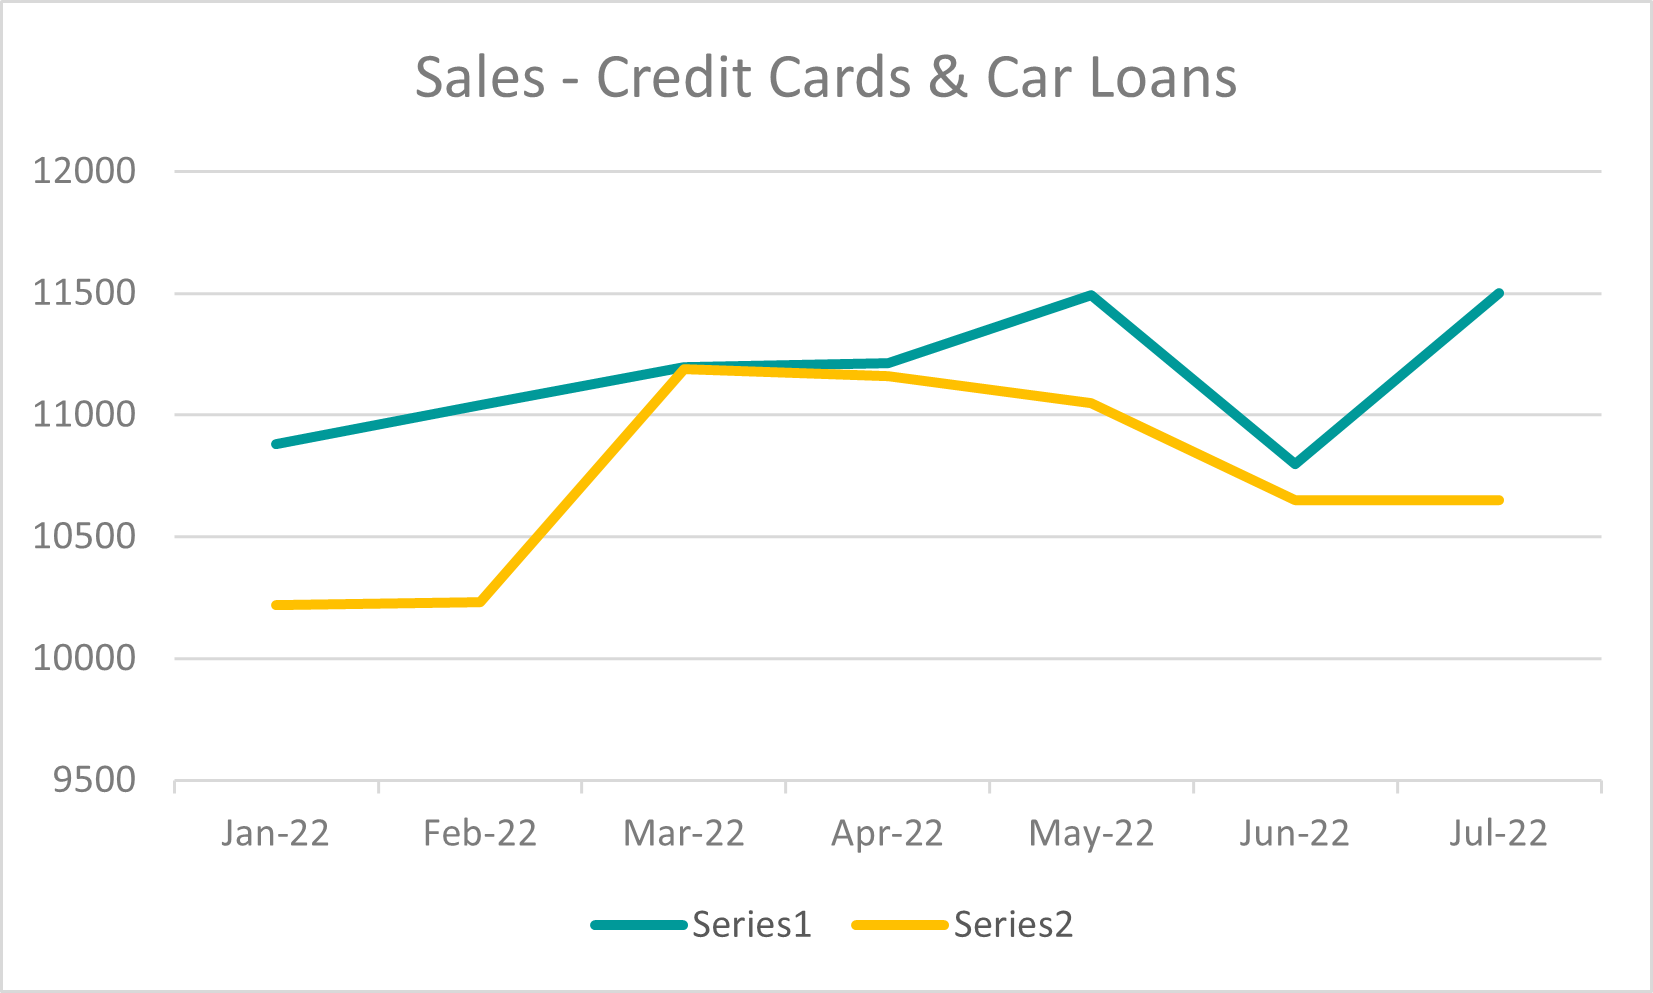 Sales - Credit Cards & Car Loans
12000
11500
11000
10500
10000
9500
Jan-22 Feb-22 Mar-22 Apr-22 May-22 Jun-22 Jul-22
Series1 Series2